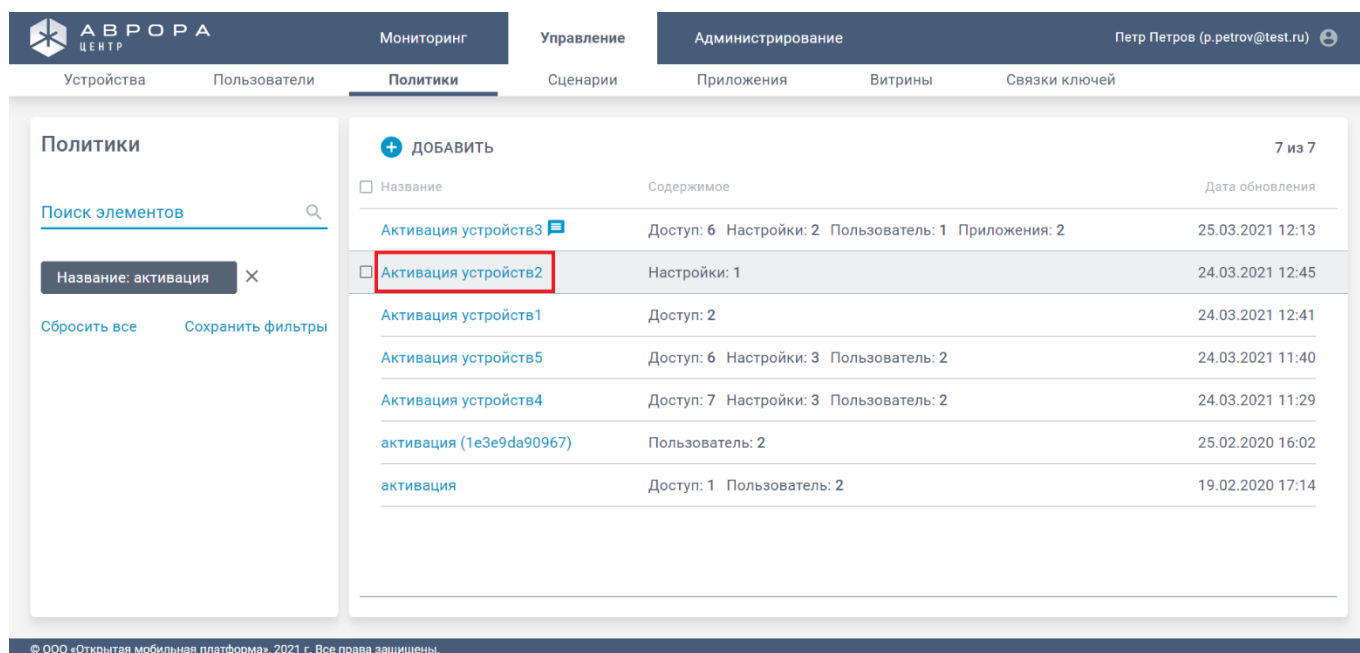 АВРОРА
ЦЕНТР
Мониторинг Управление Администрирование Петр Петров (p.petrov@test.ru)
Устройства Пользователи Политики Сценарии Приложения Витрины Связки ключей
Политики
Поиск элементов
Название: активация
Сбросить все Сохранить фильтры
ДОБАВИТЬ 7 из 7
Название Содержимое Дата обновления
Активация устройств3 Доступ: 6 Настройки: 2 Пользователь: 1 Приложения: 2 25.03.2021 12:13
Активация устройств2 Настройки: 1 24.03.2021 12:45
Активация устройств1 Доступ: 2 24.03.2021 12:41
Активация устройств5 Доступ: 6 Настройки: 3 Пользователь: 2 24.03.2021 11:40
Активация устройств4 Доступ: 7 Настройки: 3 Пользователь: 2 24.03.2021 11:29
активация (1e3e9da90967) Пользователь: 2 25.02.2020 16:02
активация Доступ: 1 Пользователь: 2 19.02.2020 17:14
© ООО «Открытая мобильная платформа», 2021 г. Все права защищены.